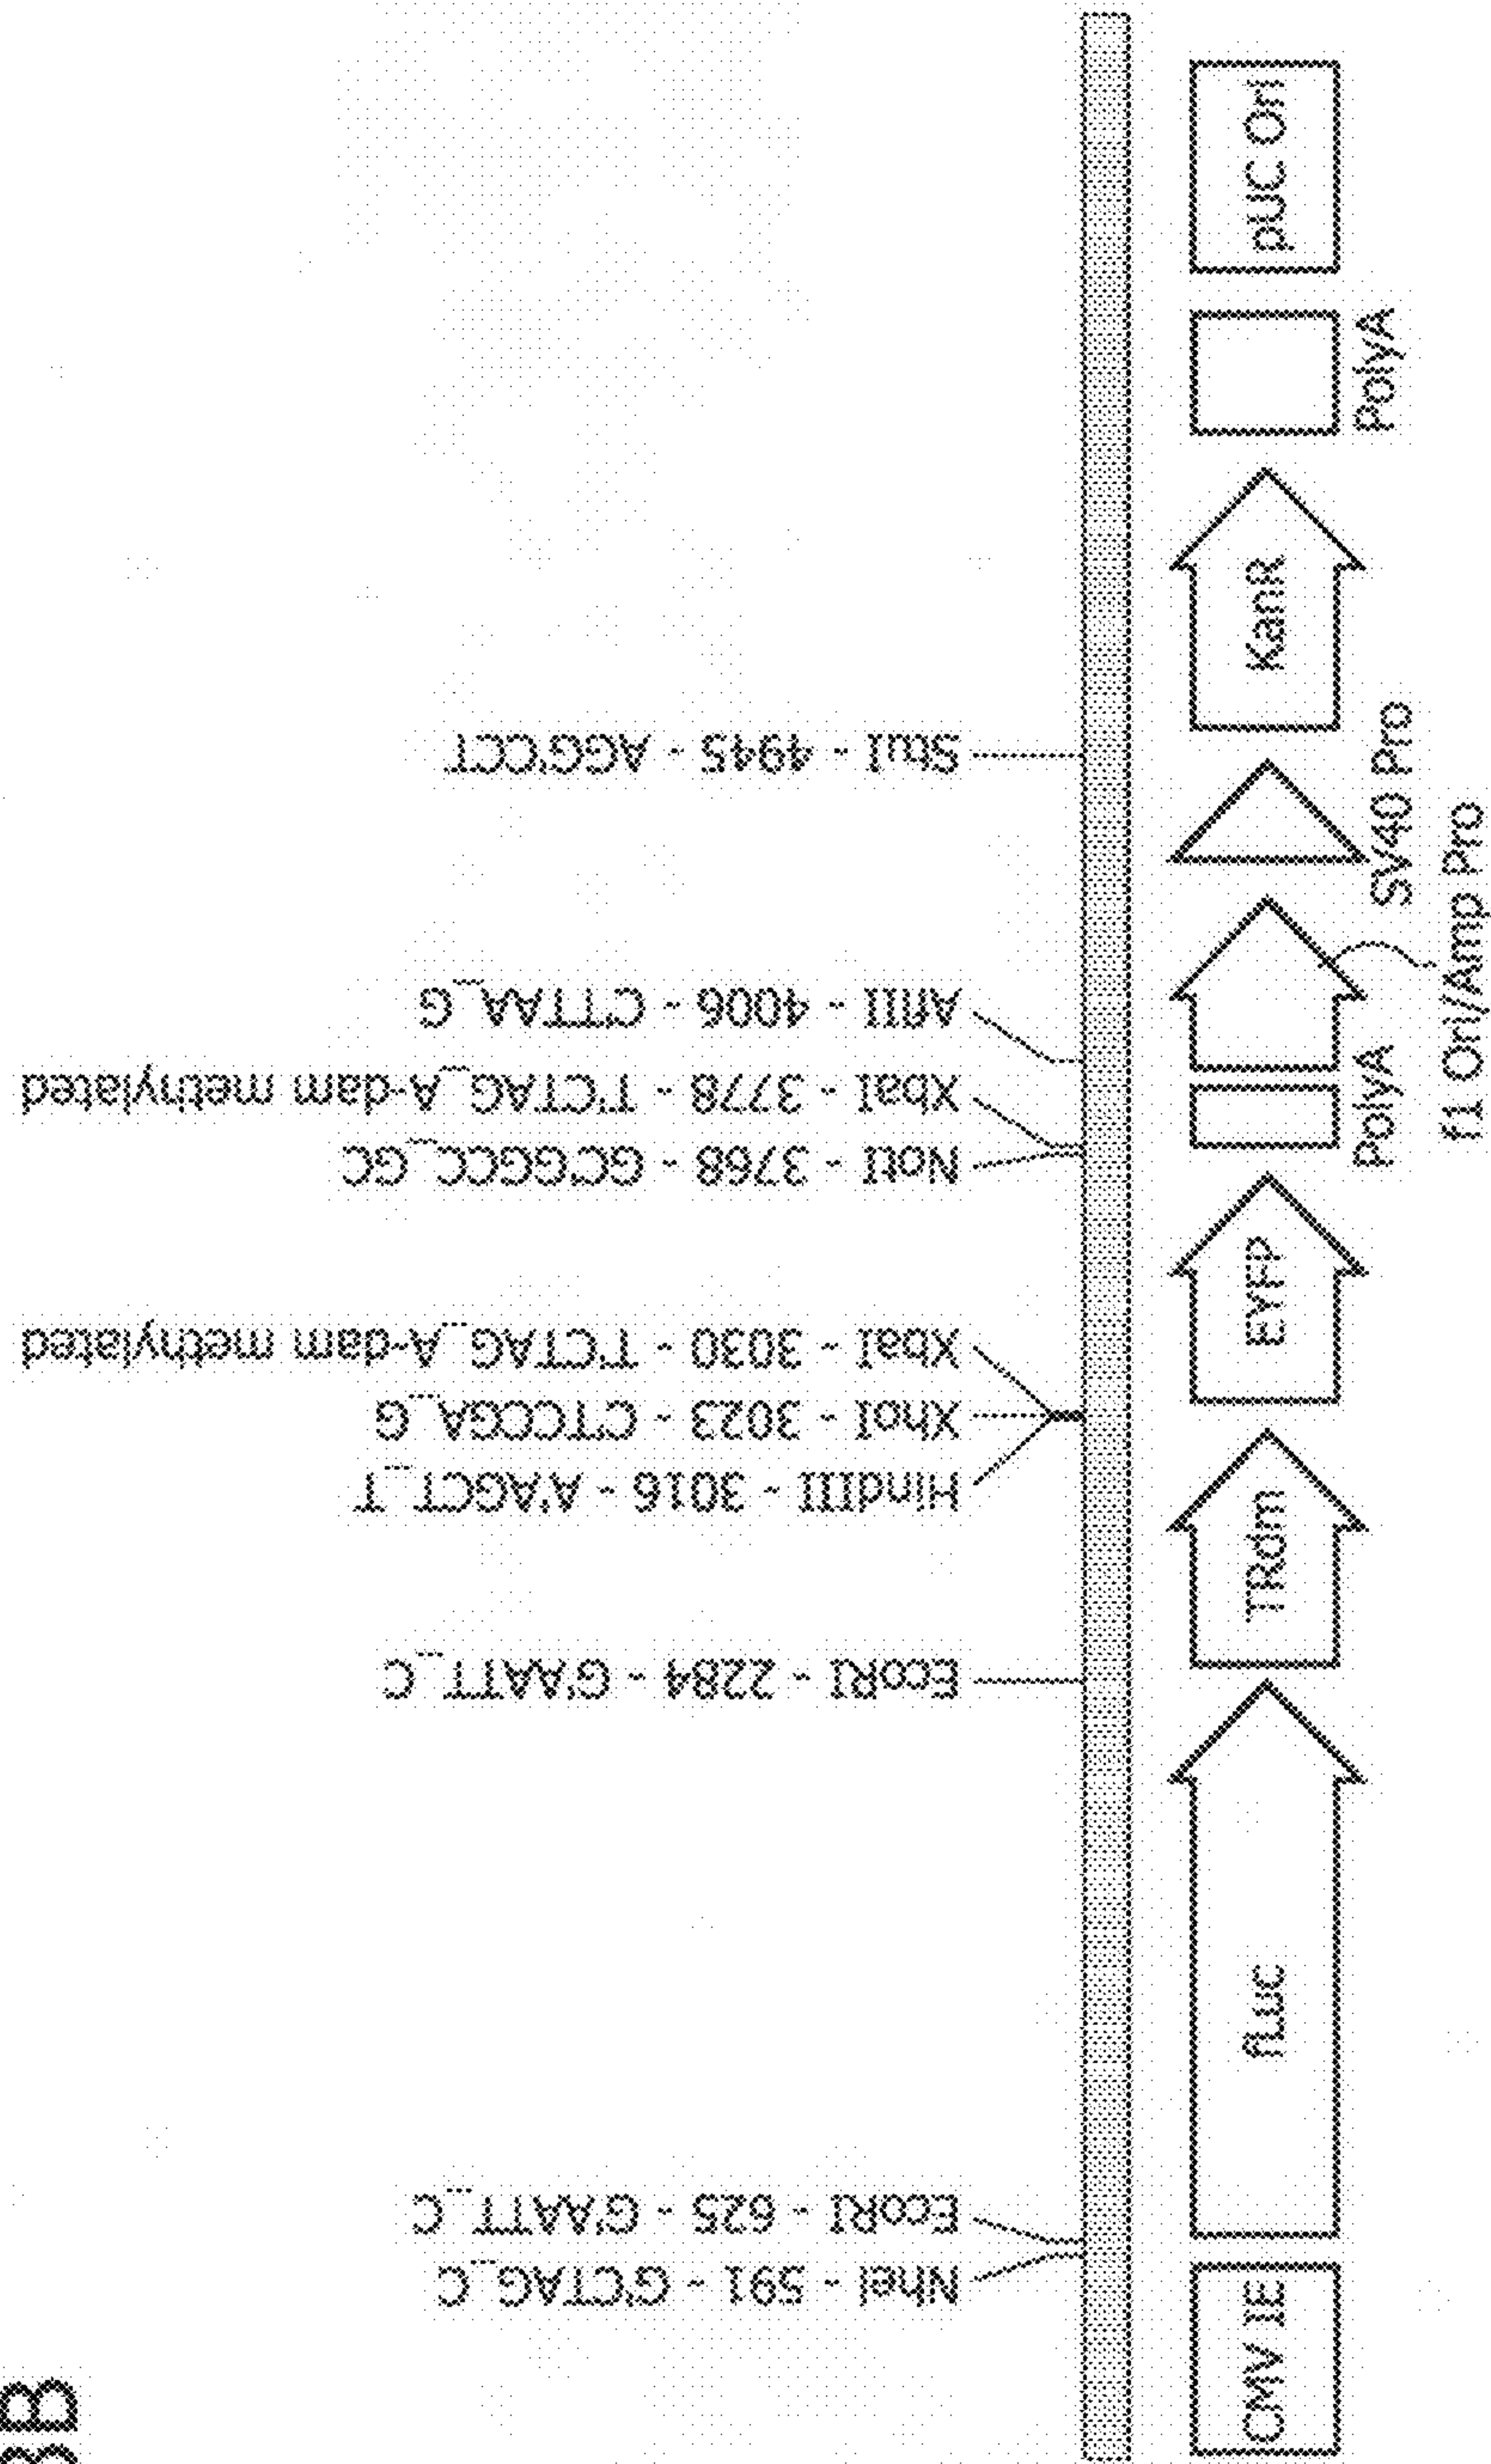 3B
NheI - 591 - G'CTAG_C
EcoRI - 625 - G'AATT_C
EcoRI - 2284 - G'AATT_C
HindIII - 3016 - A'AGCT_T
XhoI - 3023 - CTCCGA_G
XbaI - 3030 - T'CTAG_A-dam methylated
NotI - 3768 - GC'GGCC_GC
XbaI - 3778 - T'CTAG_A-dam methylated
AflII - 4006 - C'TTAA_G
StuI - 4945 - AGG'CCT
CMV IE
fLuc
TRdm
EYFP
PolyA
f1 Ori/Amp Pro
SV40 Pro
KanR
PolyA
pUC Ori